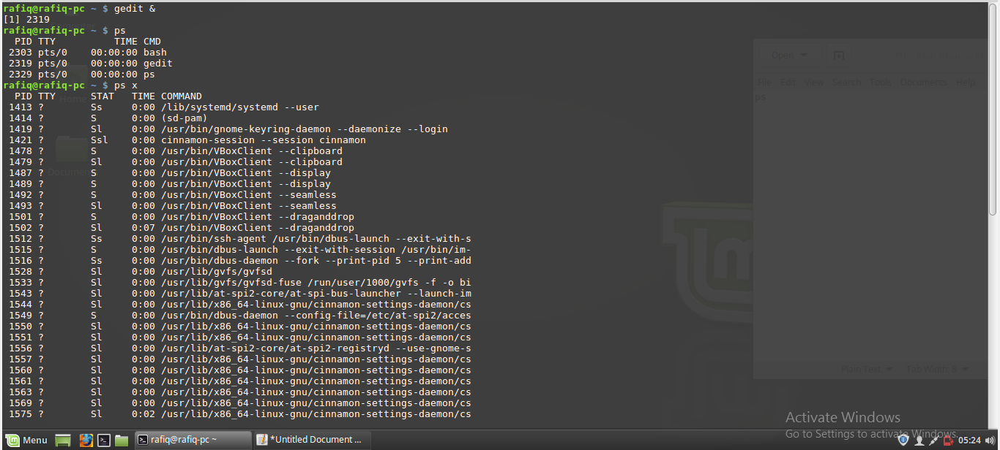 rafiq@rafiq-pc ~ $ gedit &
[1] 2319
rafiq@rafiq-pc ~ $ ps
  PID TTY          TIME CMD
 2303 pts/0    00:00:00 bash
 2319 pts/0    00:00:00 gedit
 2329 pts/0    00:00:00 ps
rafiq@rafiq-pc ~ $ ps x
  PID TTY      STAT   TIME COMMAND
 1413 ?        Ss     0:00 /lib/systemd/systemd --user
 1414 ?        S      0:00 (sd-pam)
 1419 ?        Sl     0:00 /usr/bin/gnome-keyring-daemon --daemonize --login
 1421 ?        Ssl    0:00 cinnamon-session --session cinnamon
 1478 ?        S      0:00 /usr/bin/VBoxClient --clipboard
 1479 ?        Sl     0:00 /usr/bin/VBoxClient --clipboard
 1487 ?        S      0:00 /usr/bin/VBoxClient --display
 1489 ?        S      0:00 /usr/bin/VBoxClient --display
 1492 ?        S      0:00 /usr/bin/VBoxClient --seamless
 1493 ?        Sl     0:00 /usr/bin/VBoxClient --seamless
 1501 ?        S      0:00 /usr/bin/VBoxClient --draganddrop
 1502 ?        Sl     0:07 /usr/bin/VBoxClient --draganddrop
 1512 ?        Ss     0:00 /usr/bin/ssh-agent /usr/bin/dbus-launch --exit-with-s
 1515 ?        S      0:00 /usr/bin/dbus-launch --exit-with-session /usr/bin/im-
 1516 ?        Ss     0:00 /usr/bin/dbus-daemon --fork --print-pid 5 --print-add
 1528 ?        Sl     0:00 /usr/lib/gvfs/gvfsd
 1533 ?        Sl     0:00 /usr/lib/gvfs/gvfsd-fuse /run/user/1000/gvfs -f -o bi
 1543 ?        Sl     0:00 /usr/lib/at-spi2-core/at-spi-bus-launcher --launch-im
 1544 ?        Sl     0:00 /usr/lib/x86_64-linux-gnu/cinnamon-settings-daemon/cs
 1549 ?        S      0:00 /usr/bin/dbus-daemon --config-file=/etc/at-spi2/acces
 1550 ?        Sl     0:00 /usr/lib/x86_64-linux-gnu/cinnamon-settings-daemon/cs
 1551 ?        Sl     0:00 /usr/lib/x86_64-linux-gnu/cinnamon-settings-daemon/cs
 1556 ?        Sl     0:00 /usr/lib/at-spi2-core/at-spi2-registryd --use-gnome-s
 1557 ?        Sl     0:00 /usr/lib/x86_64-linux-gnu/cinnamon-settings-daemon/cs
 1560 ?        Sl     0:00 /usr/lib/x86_64-linux-gnu/cinnamon-settings-daemon/cs
 1561 ?        Sl     0:00 /usr/lib/x86_64-linux-gnu/cinnamon-settings-daemon/cs
 1563 ?        Sl     0:00 /usr/lib/x86_64-linux-gnu/cinnamon-settings-daemon/cs
 1569 ?        Sl     0:00 /usr/lib/x86_64-linux-gnu/cinnamon-settings-daemon/cs
 1575 ?        Sl     0:02 /usr/lib/x86_64-linux-gnu/cinnamon-settings-daemon/cs
Home
Open
File Edit View Search Tools Documents Help
ps
Plain Text Tab Width: 8
Activate Windows
Go to Settings to activate Windows.
Menu rafiq@rafiq-pc ~ *Untitled Document ... 05:24